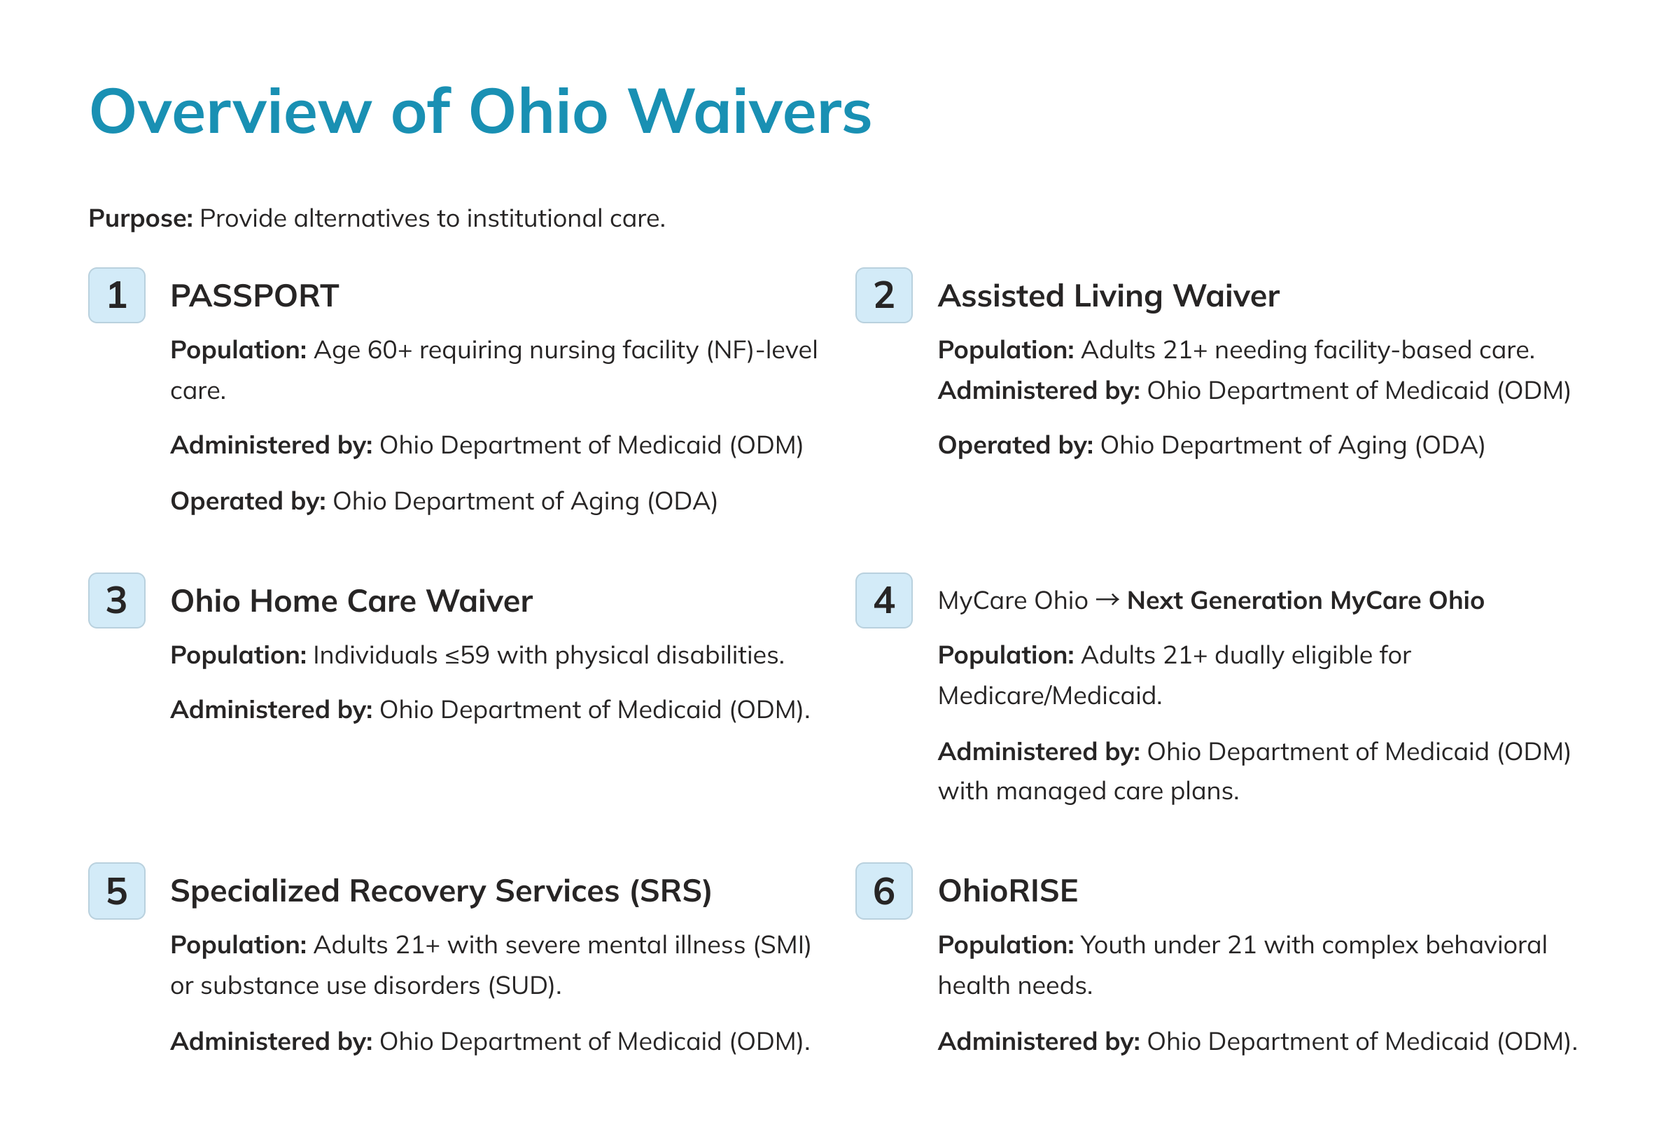 Overview of Ohio Waivers
Purpose: Provide alternatives to institutional care.
1
PASSPORT
Population: Age 60+ requiring nursing facility (NF)-level
care.
Administered by: Ohio Department of Medicaid (ODM)
Operated by: Ohio Department of Aging (ODA)
2
Assisted Living Waiver
Population: Adults 21+ needing facility-based care.
Administered by: Ohio Department of Medicaid (ODM)
Operated by: Ohio Department of Aging (ODA)
3
Ohio Home Care Waiver
Population: Individuals ≤59 with physical disabilities.
Administered by: Ohio Department of Medicaid (ODM).
4
MyCare Ohio → Next Generation MyCare Ohio
Population: Adults 21+ dually eligible for
Medicare/Medicaid.
Administered by: Ohio Department of Medicaid (ODM)
with managed care plans.
5
Specialized Recovery Services (SRS)
Population: Adults 21+ with severe mental illness (SMI)
or substance use disorders (SUD).
Administered by: Ohio Department of Medicaid (ODM).
6
OhioRISE
Population: Youth under 21 with complex behavioral
health needs.
Administered by: Ohio Department of Medicaid (ODM).